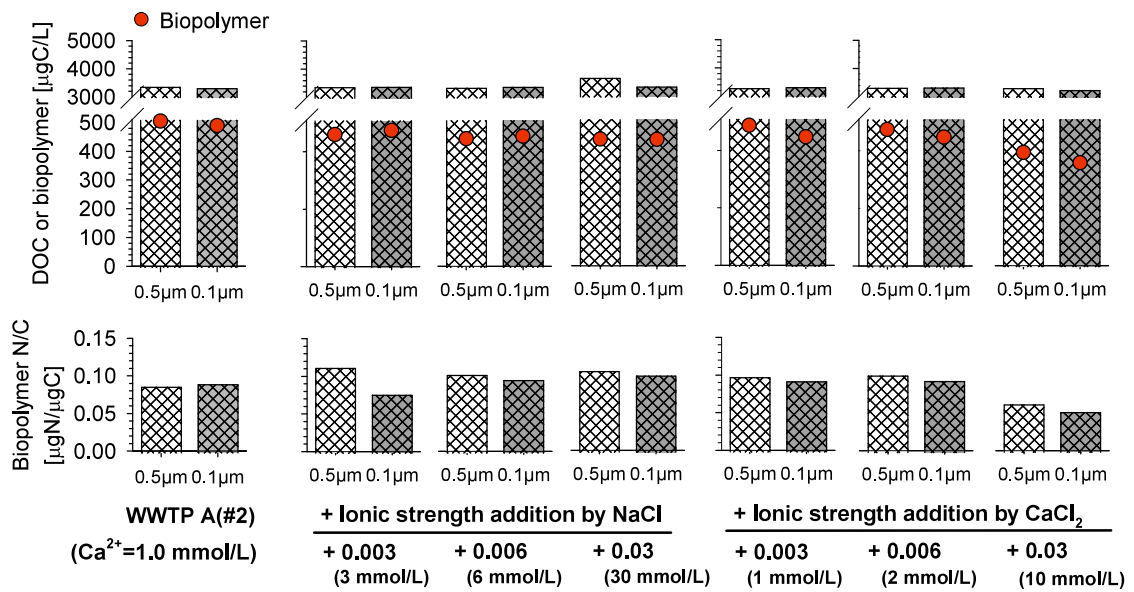 Biopolymer
DOC or biopolymer [µgC/L]
5000
4000
3000
500
400
300
200
100
0
0.5µm 0.1µm 0.5µm 0.1µm 0.5µm 0.1µm 0.5µm 0.1µm 0.5µm 0.1µm 0.5µm 0.1µm 0.5µm 0.1µm
Biopolymer N/C
[µgN/µgC]
0.15
0.10
0.05
0.00
0.5µm 0.1µm 0.5µm 0.1µm 0.5µm 0.1µm 0.5µm 0.1µm 0.5µm 0.1µm 0.5µm 0.1µm 0.5µm 0.1µm
WWTP A(#2)
(Ca²⁺=1.0 mmol/L)
+ Ionic strength addition by NaCl
+ 0.003 + 0.006 + 0.03
(3 mmol/L) (6 mmol/L) (30 mmol/L)
+ Ionic strength addition by CaCl₂
+ 0.003 + 0.006 + 0.03
(1 mmol/L) (2 mmol/L) (10 mmol/L)